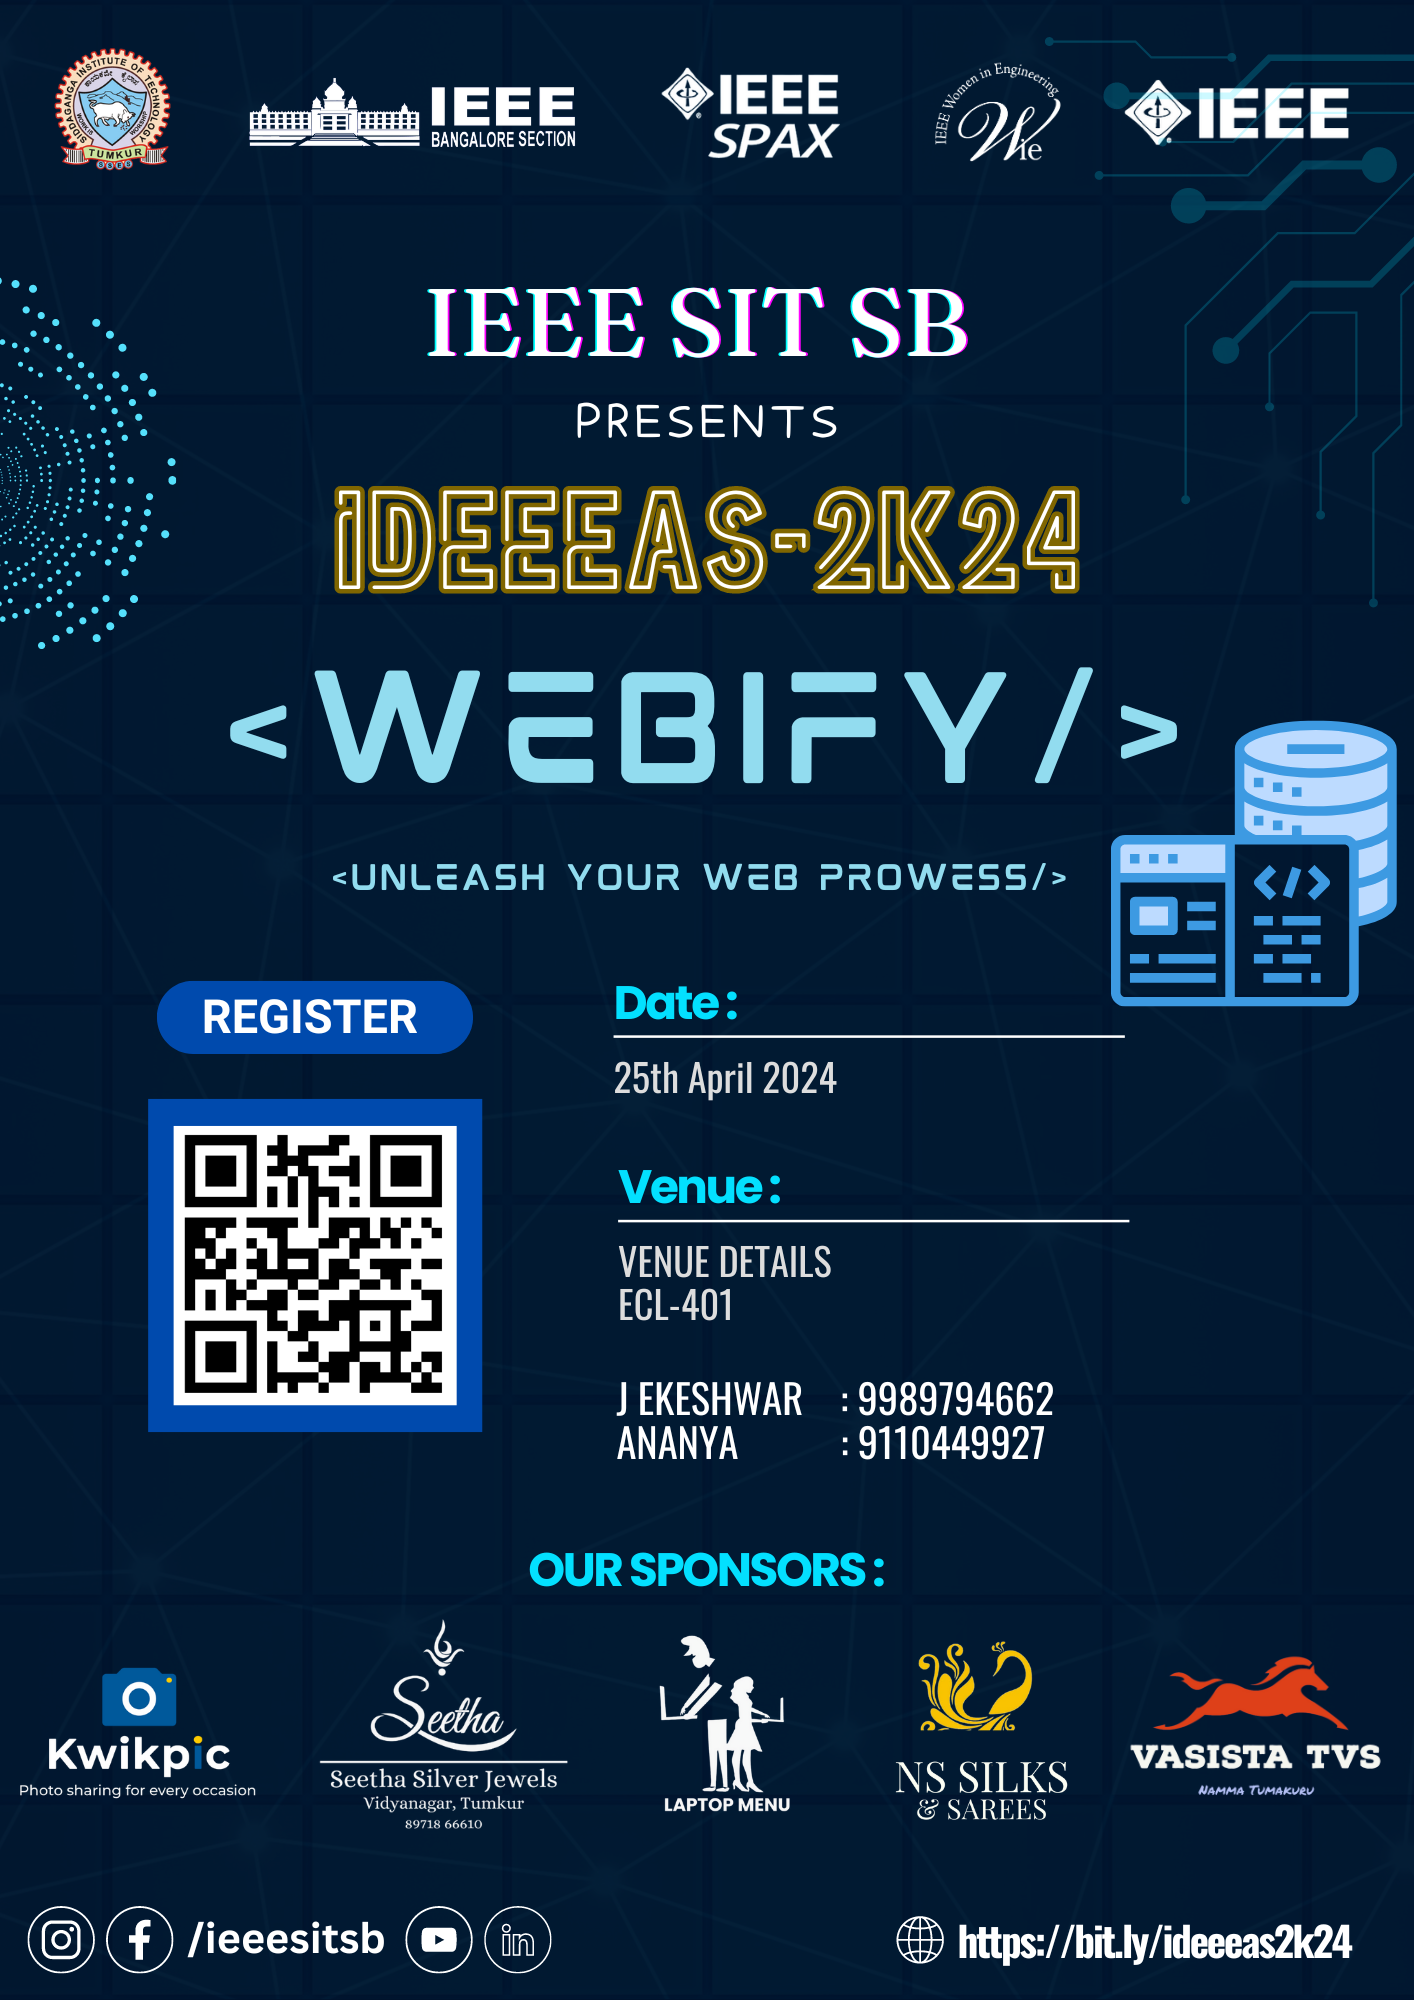 SIDDAGANGA INSTITUTE OF TECHNOLOGY
TUMKUR
IEEE
BANGALORE SECTION
IEEE
SPAX
IEEE Women in Engineering
Wie
IEEE
IEEE SIT SB
PRESENTS
iDEEEAS-2K24
<WEBIFY/>
<UNLEASH YOUR WEB PROWESS/>
REGISTER
Date :
25th April 2024
Venue :
VENUE DETAILS
ECL-401
J EKESHWAR : 9989794662
ANANYA : 9110449927
OUR SPONSORS :
Kwikpic
Photo sharing for every occasion
Seetha
Seetha Silver Jewels
Vidyanagar, Tumkur
89718 66610
LAPTOP MENU
NS SILKS
& SAREES
VASISTA TVS
NAMMA TUMAKURU
/ieeesitsb
in
https://bit.ly/ideeeas2k24